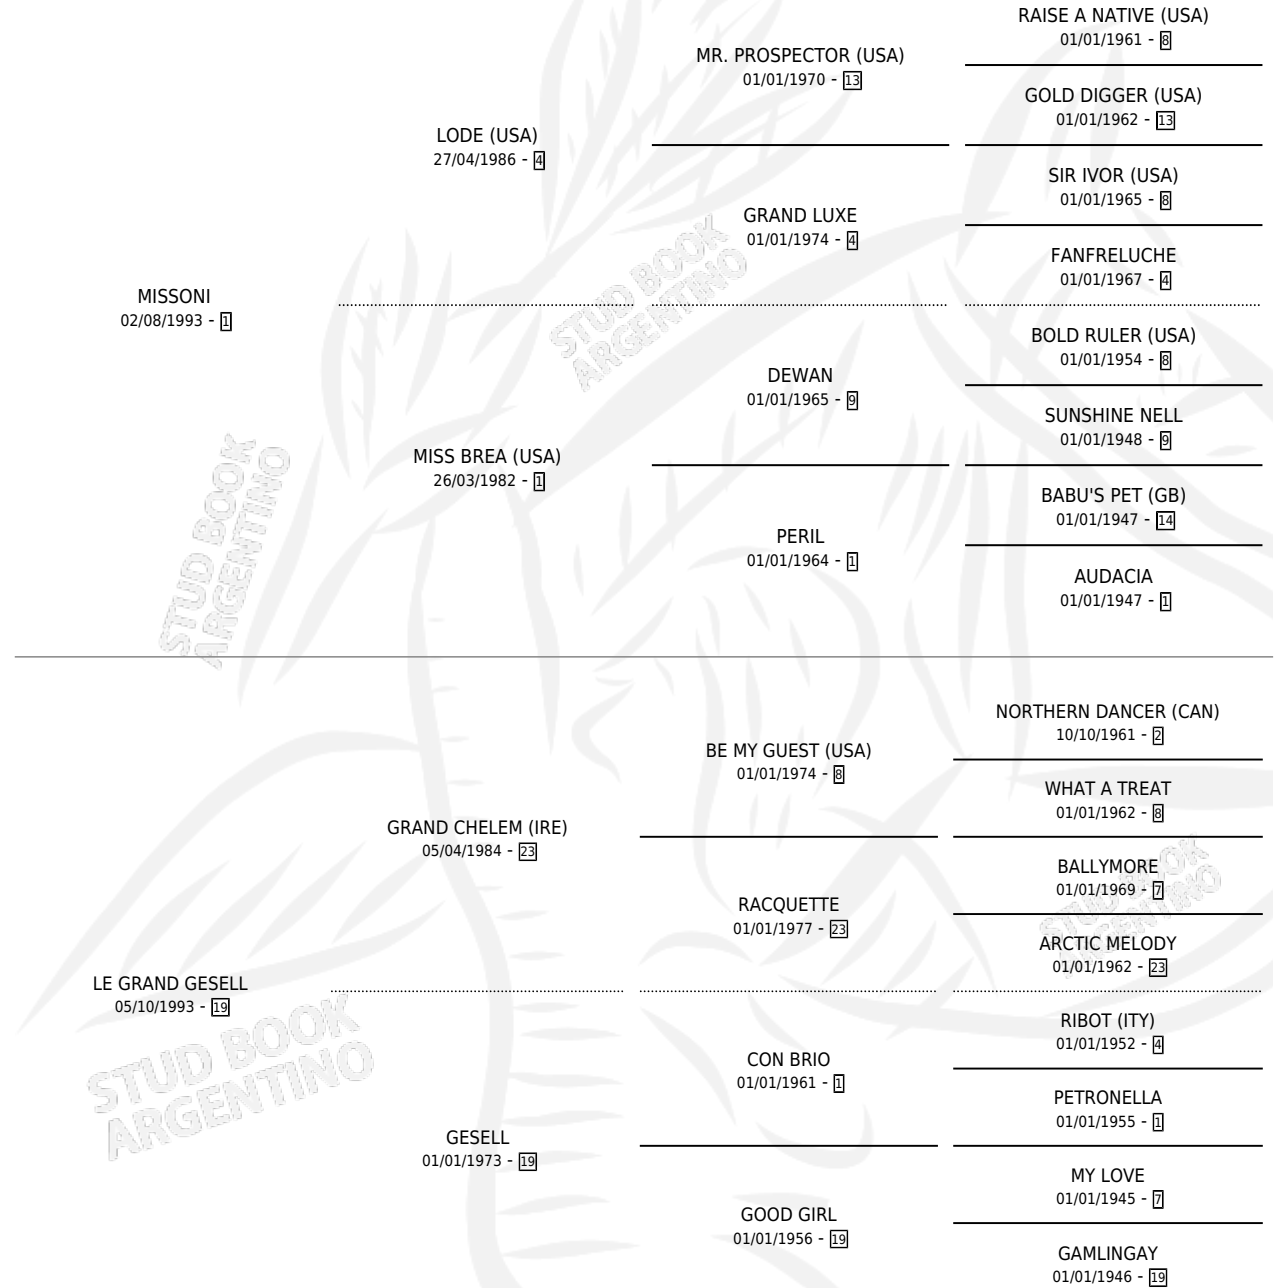 RAISE A NATIVE (USA)
01/01/1961 - 8
MR. PROSPECTOR (USA)
01/01/1970 - 13
GOLD DIGGER (USA)
01/01/1962 - 13
LODE (USA)
27/04/1986 - 4
SIR IVOR (USA)
01/01/1965 - 8
GRAND LUXE
01/01/1974 - 4
FANFRELUCHE
01/01/1967 - 4
STUD BOOK
ARGENTINO
MISSONI
02/08/1993 - 1
BOLD RULER (USA)
01/01/1954 - 8
DEWAN
01/01/1965 - 9
SUNSHINE NELL
01/01/1948 - 9
MISS BREA (USA)
26/03/1982 - 1
BABU'S PET (GB)
01/01/1947 - 14
PERIL
01/01/1964 - 1
AUDACIA
01/01/1947 - 1
STUD BOOK
ARGENTINO
NORTHERN DANCER (CAN)
10/10/1961 - 2
BE MY GUEST (USA)
01/01/1974 - 8
WHAT A TREAT
01/01/1962 - 8
GRAND CHELEM (IRE)
05/04/1984 - 23
BALLYMORE
01/01/1969 - 7
RACQUETTE
01/01/1977 - 23
ARCTIC MELODY
01/01/1962 - 23
STUD BOOK
ARGENTINO
LE GRAND GESELL
05/10/1993 - 19
RIBOT (ITY)
01/01/1952 - 4
CON BRIO
01/01/1961 - 1
PETRONELLA
01/01/1955 - 1
STUD BOOK
ARGENTINO
GESELL
01/01/1973 - 19
MY LOVE
01/01/1945 - 7
GOOD GIRL
01/01/1956 - 19
GAMLINGAY
01/01/1946 - 19